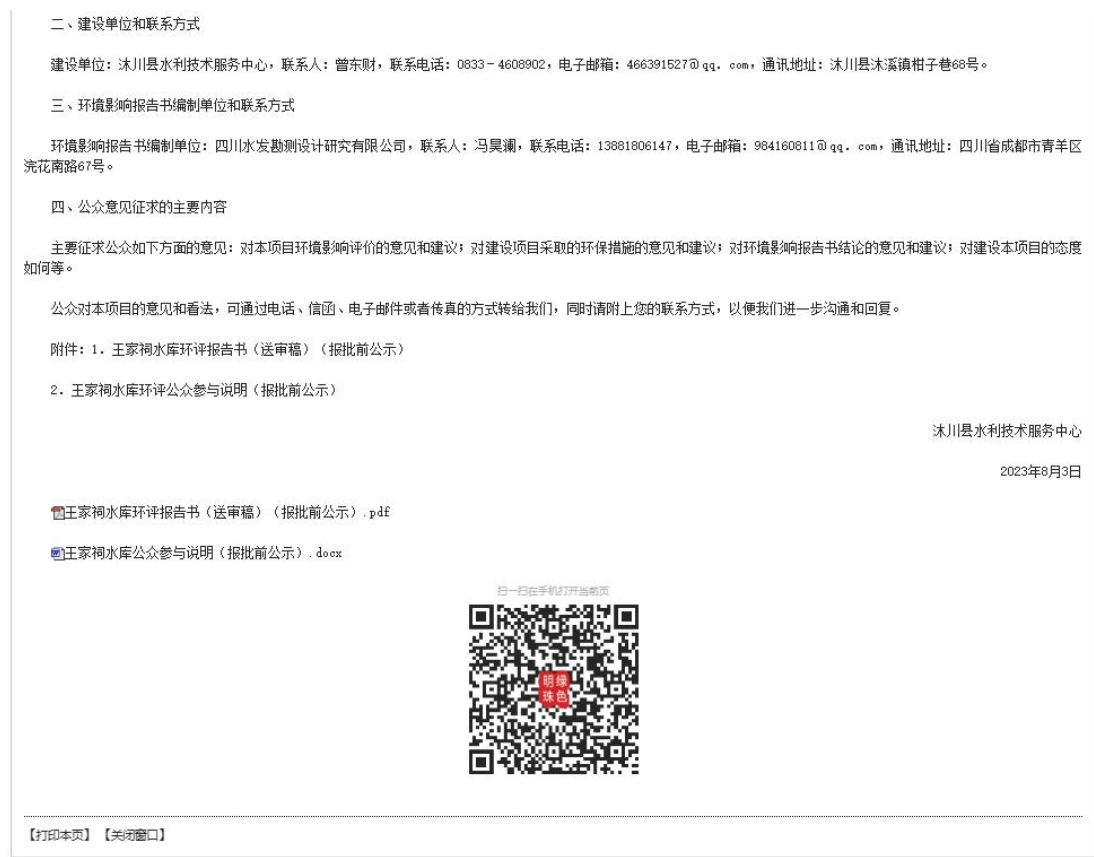 二、建设单位和联系方式
建设单位：沐川县水利技术服务中心，联系人：曾东财，联系电话：0833-4608902，电子邮箱：466391527@qq．com，通讯地址：沐川县沐溪镇柑子巷68号。
三、环境影响报告书编制单位和联系方式
环境影响报告书编制单位：四川水发勘测设计研究有限公司，联系人：冯昊澜，联系电话：13881806147，电子邮箱：984160811@qq．com，通讯地址：四川省成都市青羊区
浣花南路67号。
四、公众意见征求的主要内容
主要征求公众如下方面的意见：对本项目环境影响评价的意见和建议；对建设项目采取的环保措施的意见和建议；对环境影响报告书结论的意见和建议；对建设本项目的态度
如何等。
公众对本项目的意见和看法，可通过电话、信函、电子邮件或者传真的方式转给我们，同时请附上您的联系方式，以便我们进一步沟通和回复。
附件：1．王家祠水库环评报告书（送审稿）（报批前公示）
2．王家祠水库环评公众参与说明（报批前公示）
沐川县水利技术服务中心
2023年8月3日
王家祠水库环评报告书（送审稿）（报批前公示）.pdf
王家祠水库公众参与说明（报批前公示）.docx
扫一扫在手机打开当前页
明绿
珠色
【打印本页】【关闭窗口】